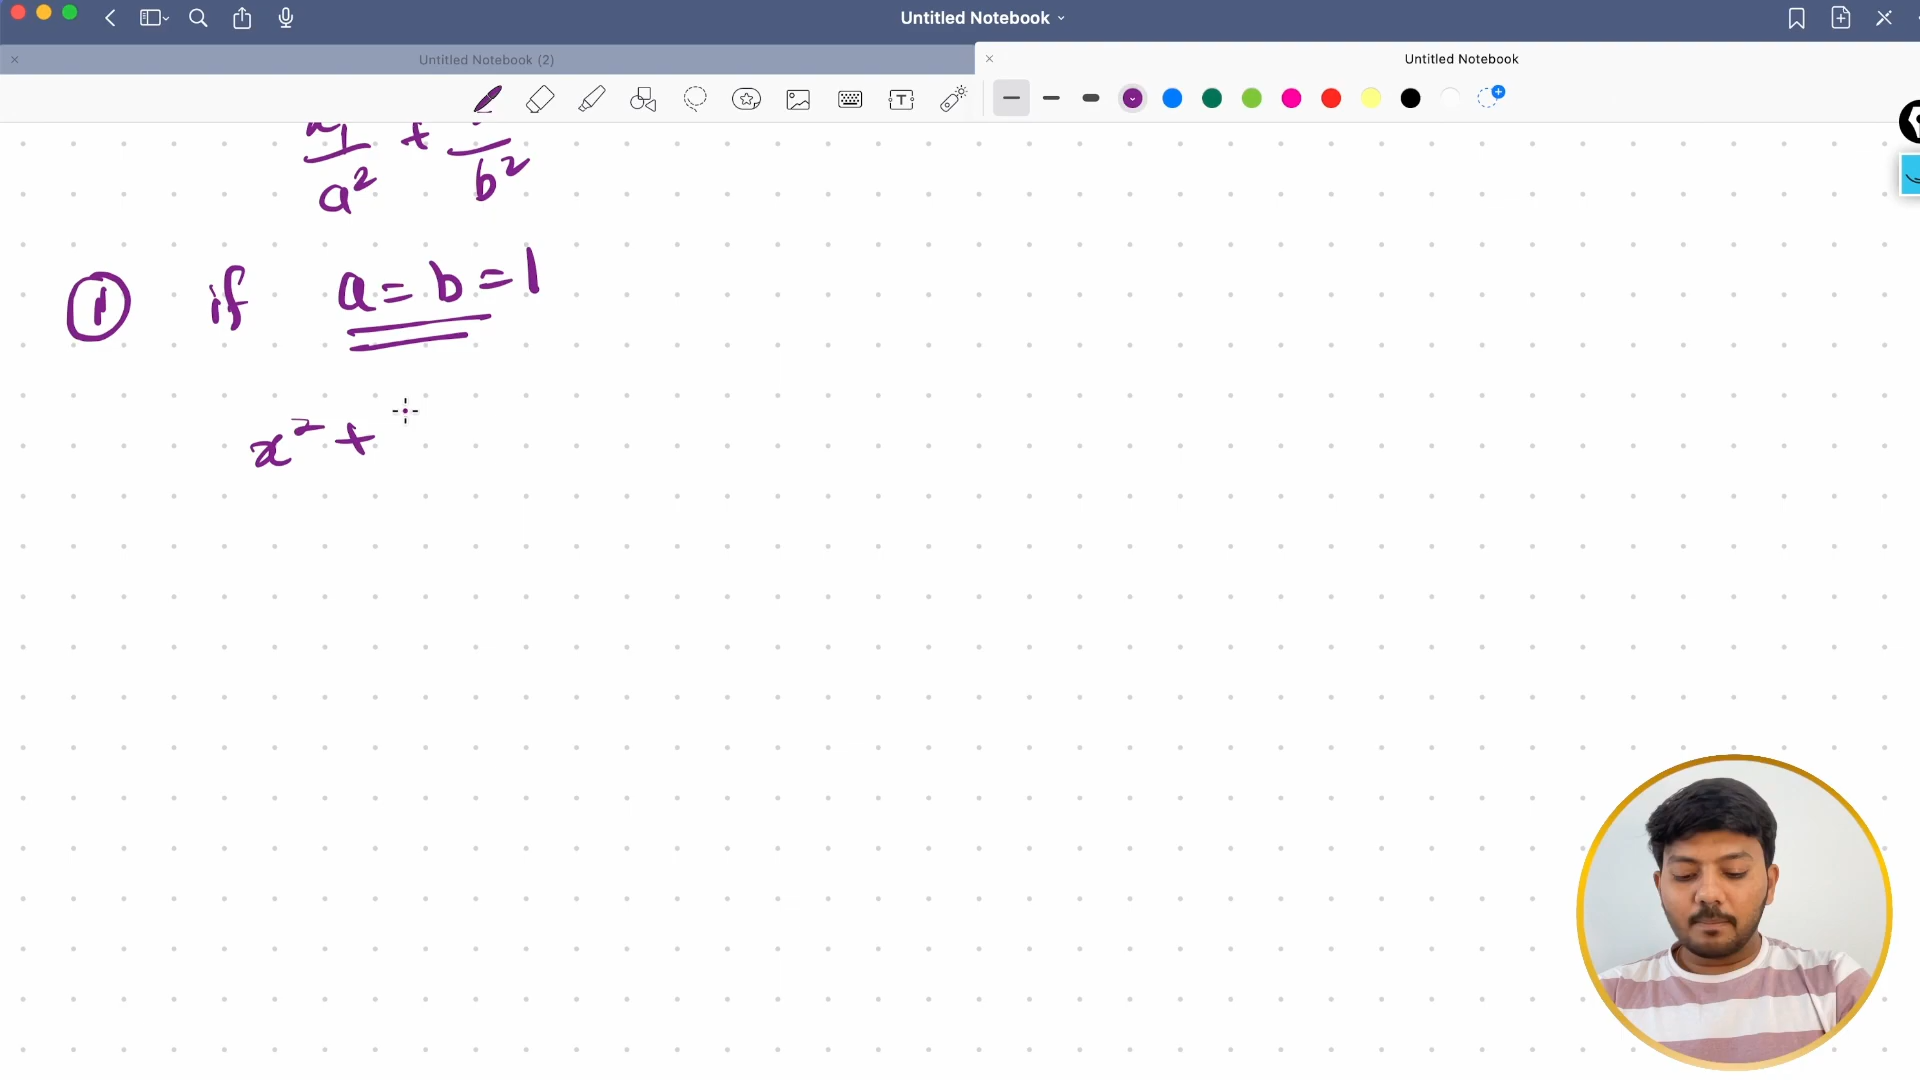 Untitled Notebook
Untitled Notebook (2)
Untitled Notebook
a² + b²
① if a = b = 1
x² +